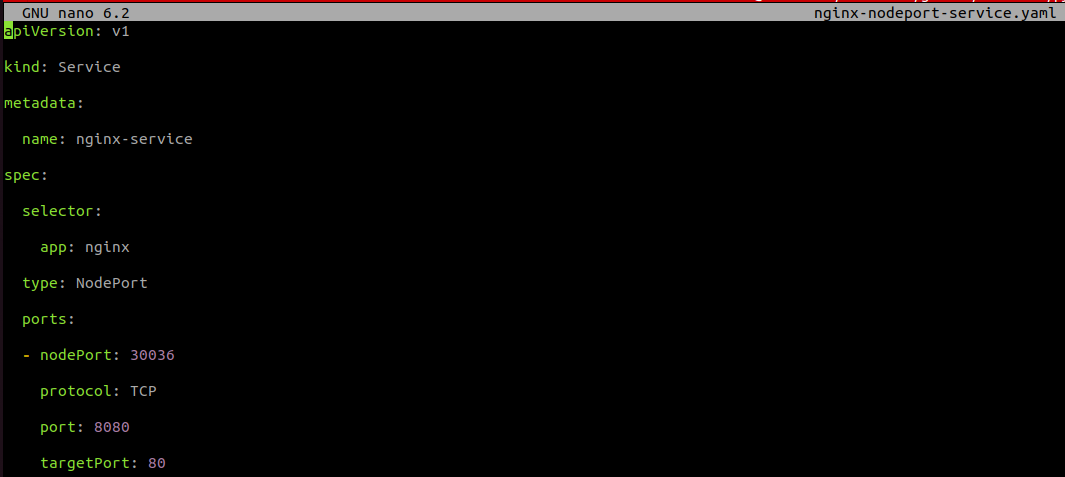 GNU nano 6.2 nginx-nodeport-service.yaml
apiVersion: v1
kind: Service
metadata:
  name: nginx-service
spec:
  selector:
    app: nginx
  type: NodePort
  ports:
  - nodePort: 30036
    protocol: TCP
    port: 8080
    targetPort: 80